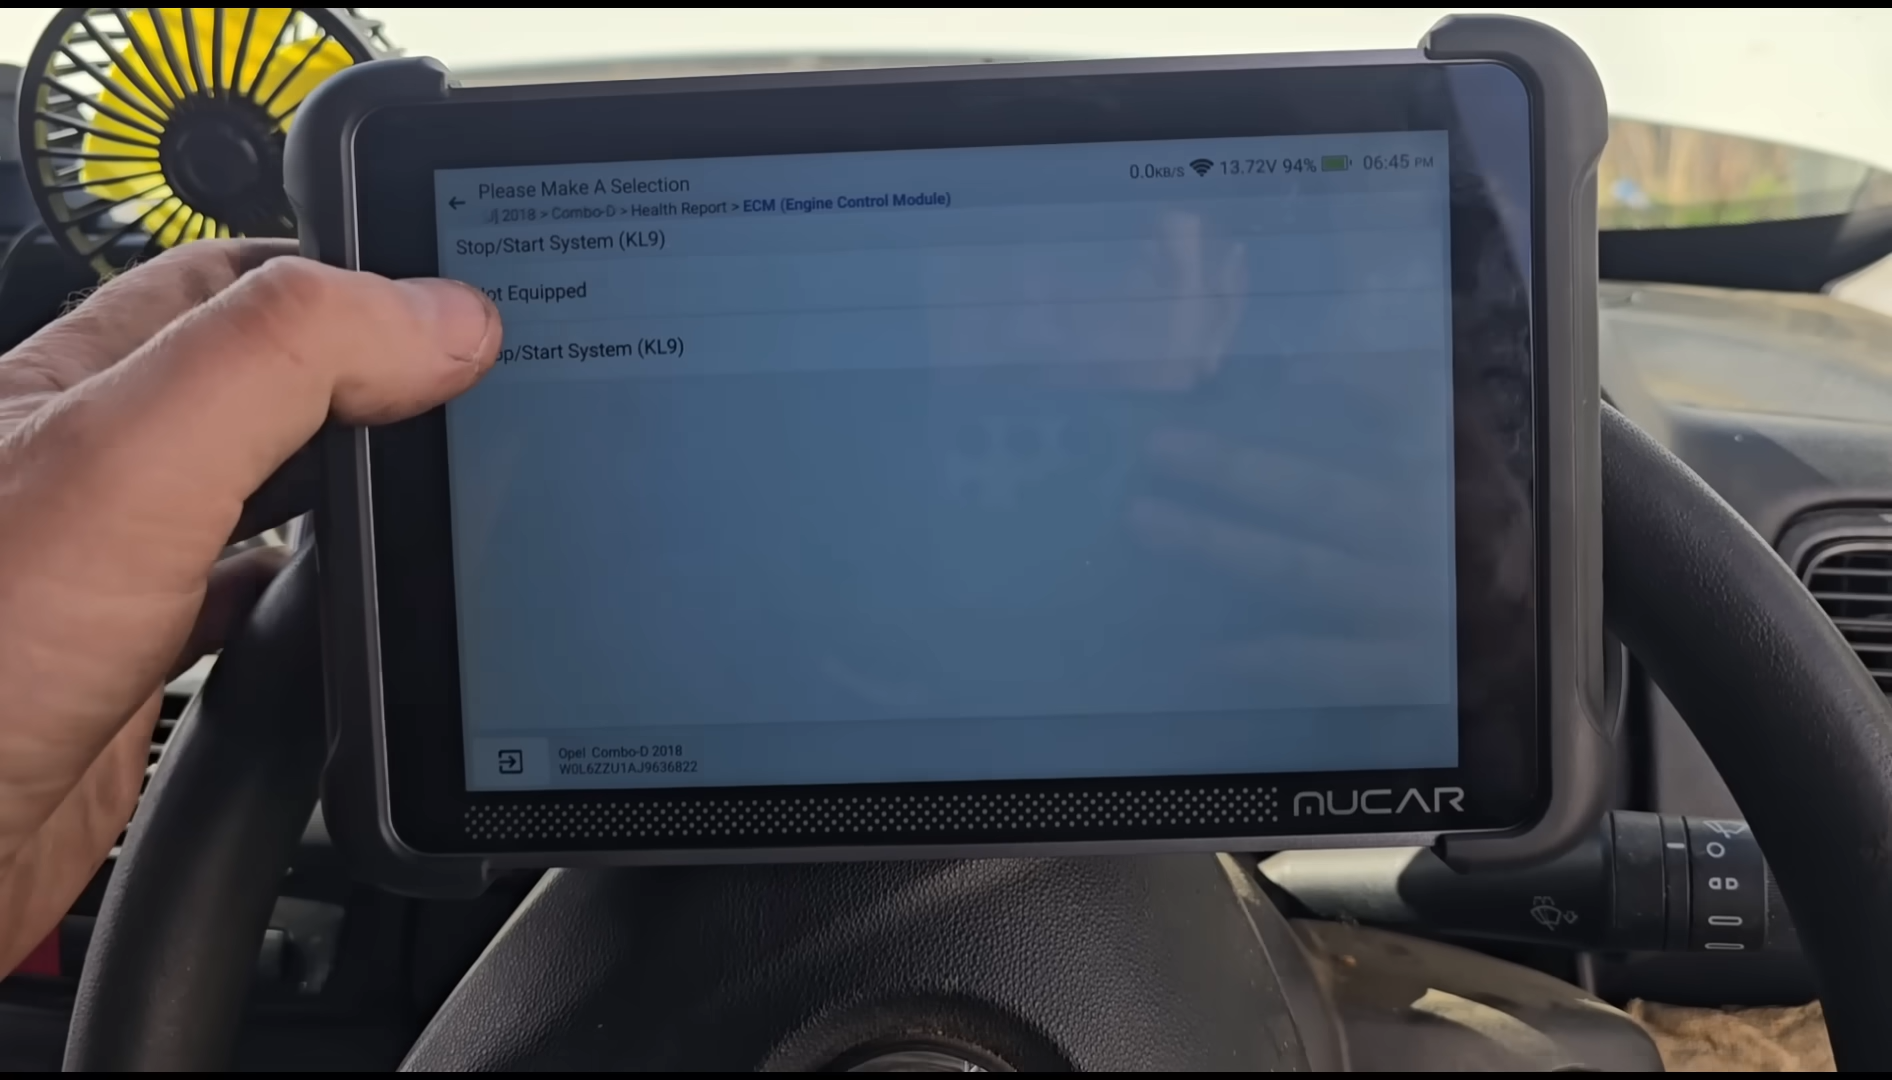 Please Make A Selection
0.0KB/S 13.72V 94% 06:45 PM
2018 > Combo-D > Health Report > ECM (Engine Control Module)
Stop/Start System (KL9)
ot Equipped
op/Start System (KL9)
Opel Combo-D 2018
W0L6ZZU1AJ9636822
MUCAR